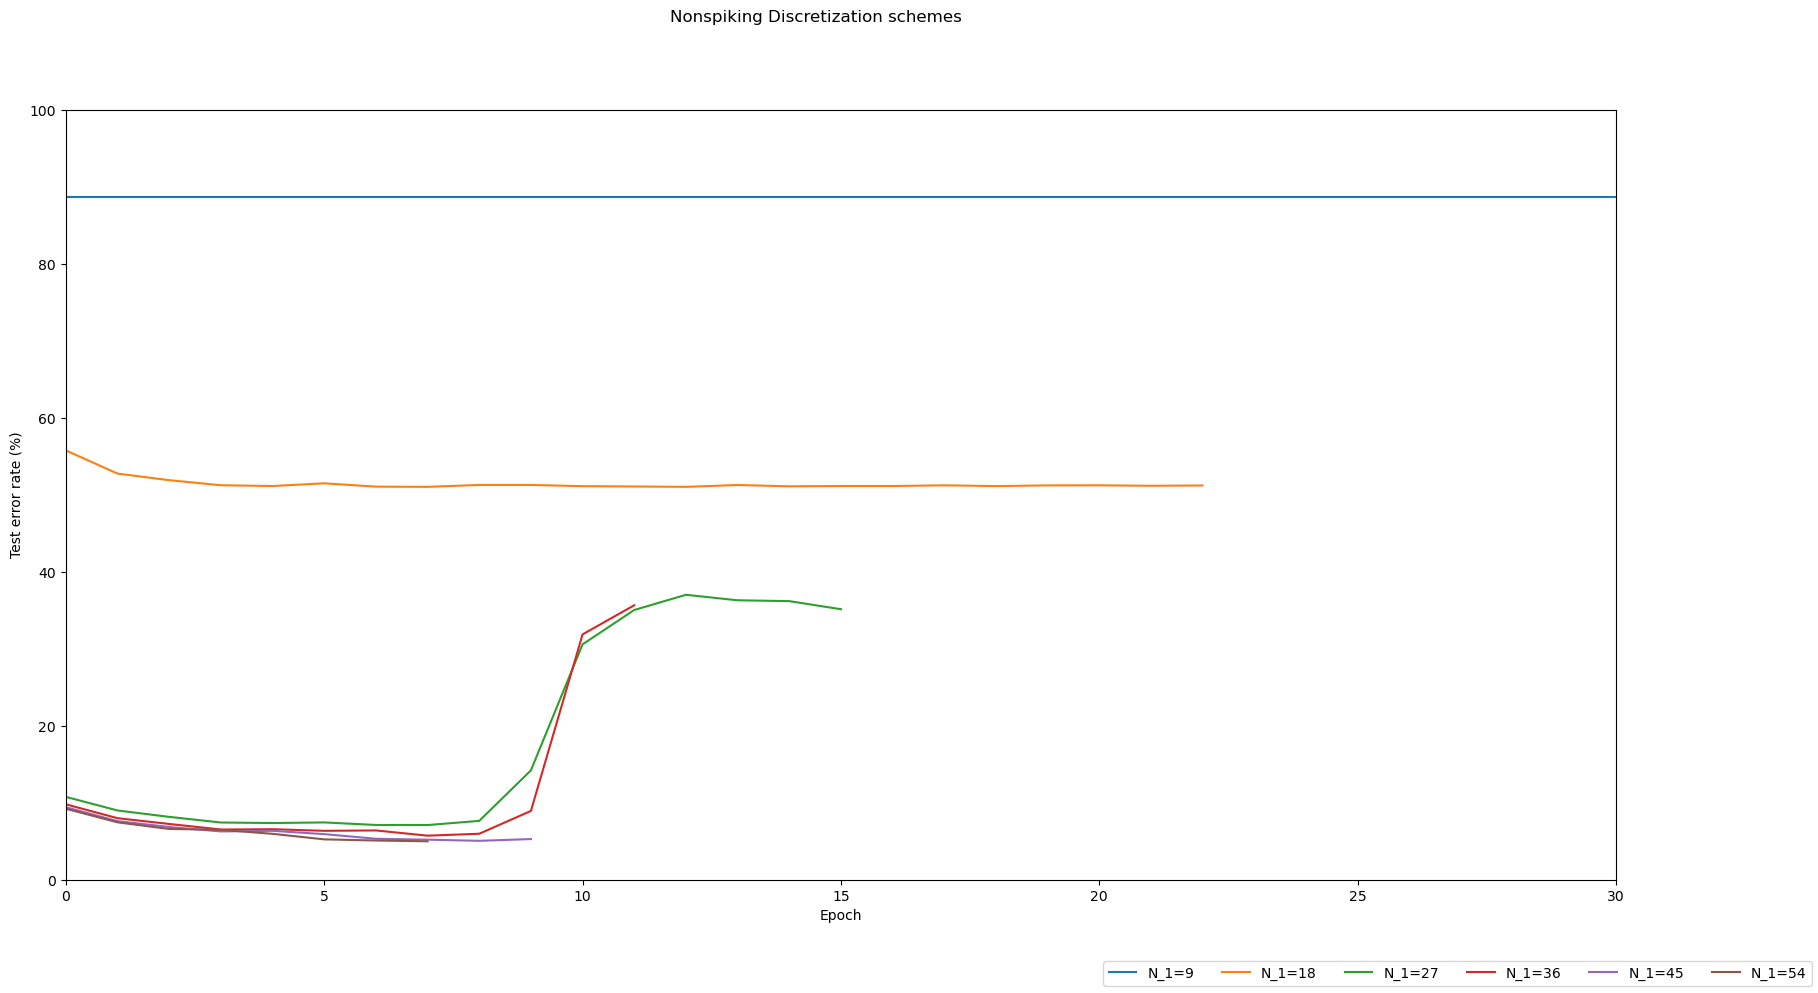 Nonspiking Discretization schemes
100
80
60
40
20
0
Test error rate (%)
0 5 10 15 20 25 30
Epoch
N_1=9 N_1=18 N_1=27 N_1=36 N_1=45 N_1=54